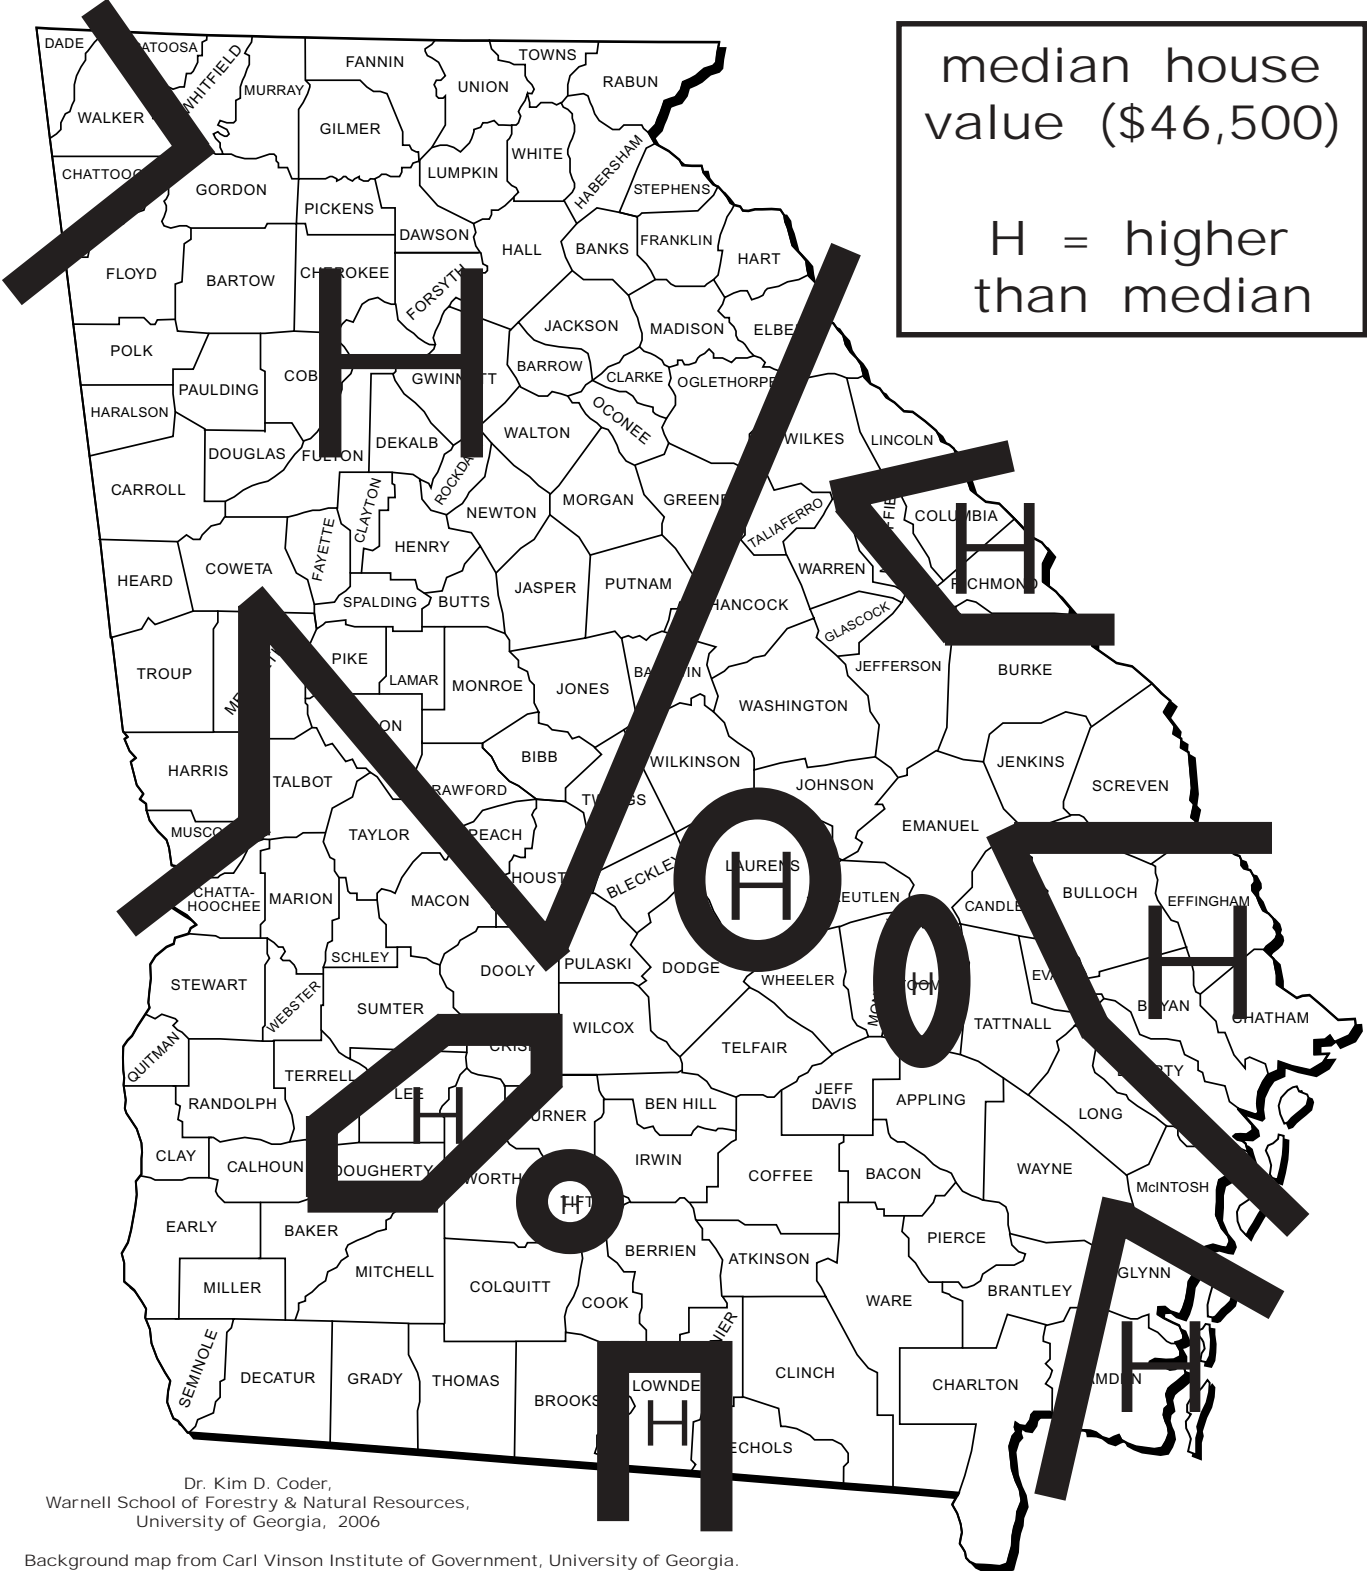 median house
value ($46,500)
H = higher
than median
DADE
WALKER
WHITFIELD
MURRAY
FANNIN
UNION
TOWNS
RABUN
GILMER
LUMPKIN
WHITE
HABERSHAM
STEPHENS
GORDON
PICKENS
DAWSON
HALL
BANKS
FRANKLIN
HART
FLOYD
BARTOW
CHEROKEE
FORSYTH
JACKSON
MADISON
POLK
PAULDING
H
GWINNETT
BARROW
CLARKE
OGLETHORPE
HARALSON
OCONEE
DOUGLAS
FULTON
DEKALB
WALTON
WILKES
LINCOLN
CARROLL
CLAYTON
NEWTON
MORGAN
TALIAFERRO
COLUMBIA
H
FAYETTE
HENRY
HEARD
COWETA
SPALDING
BUTTS
JASPER
PUTNAM
WARREN
RICHMOND
HANCOCK
GLASCOCK
TROUP
PIKE
LAMAR
MONROE
JONES
WASHINGTON
JEFFERSON
BURKE
HARRIS
TALBOT
BIBB
WILKINSON
JOHNSON
JENKINS
SCREVEN
TAYLOR
PEACH
EMANUEL
LAURENS
H
BLECKLEY
CHATTA-
HOOCHEE
MARION
MACON
BULLOCH
EFFINGHAM
H
SCHLEY
DOOLY
PULASKI
DODGE
WHEELER
H
STEWART
WEBSTER
SUMTER
WILCOX
TELFAIR
TATTNALL
BRYAN
CHATHAM
QUITMAN
TERRELL
LEE
H
RANDOLPH
BEN HILL
JEFF
DAVIS
APPLING
LONG
CLAY
CALHOUN
DOUGHERTY
WORTH
IRWIN
COFFEE
BACON
WAYNE
McINTOSH
TIFT
H
EARLY
BAKER
MITCHELL
BERRIEN
ATKINSON
PIERCE
MILLER
COLQUITT
COOK
WARE
BRANTLEY
GLYNN
SEMINOLE
DECATUR
GRADY
THOMAS
BROOKS
H
CLINCH
CHARLTON
H
ECHOLS
Dr. Kim D. Coder,
Warnell School of Forestry & Natural Resources,
University of Georgia, 2006
Background map from Carl Vinson Institute of Government, University of Georgia.